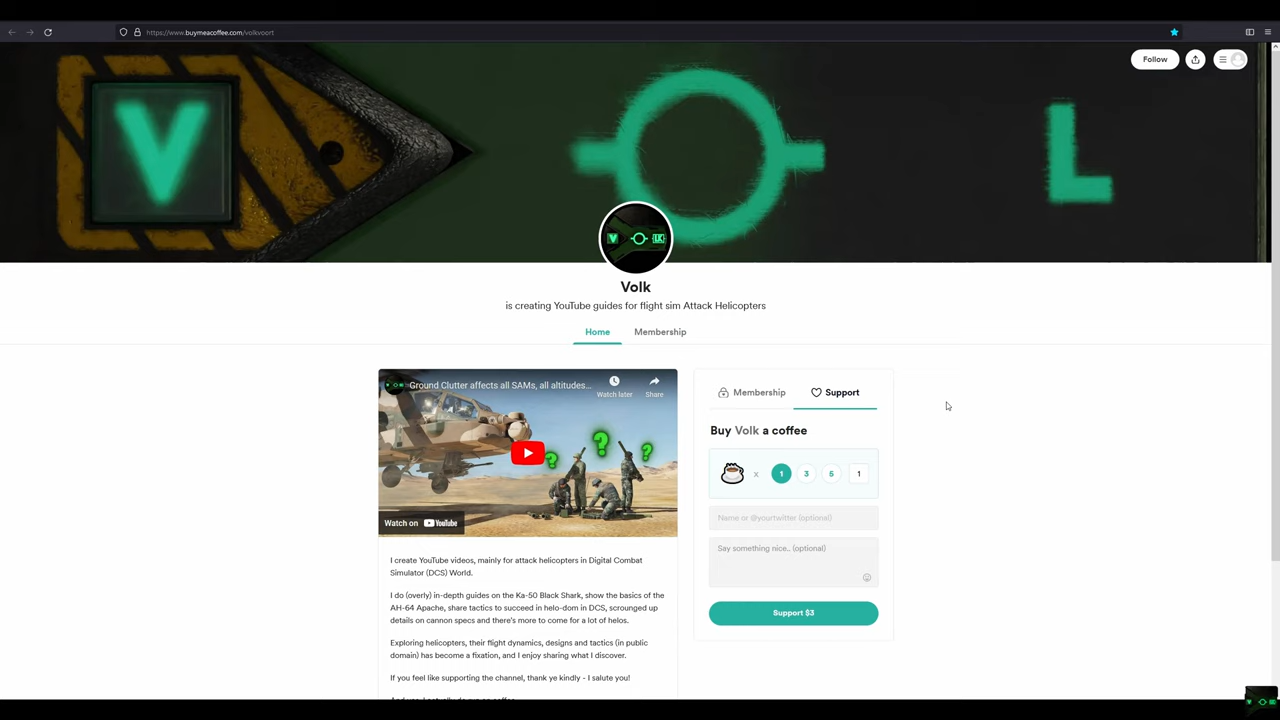 https://www.buymeacoffee.com/volkvoort
Follow
V L
Volk
is creating YouTube guides for flight sim Attack Helicopters
Home Membership
Ground Clutter affects all SAMs, all altitudes...
Watch later Share
? ? ?
Watch on YouTube
I create YouTube videos, mainly for attack helicopters in Digital Combat
Simulator (DCS) World.
I do (overly) in-depth guides on the Ka-50 Black Shark, show the basics of the
AH-64 Apache, share tactics to succeed in helo-dom in DCS, scrounged up
details on cannon specs and there's more to come for a lot of helos.
Exploring helicopters, their flight dynamics, designs and tactics (in public
domain) has become a fixation, and I enjoy sharing what I discover.
If you feel like supporting the channel, thank ye kindly - I salute you!
Membership Support
Buy Volk a coffee
x 1 3 5 1
Name or @yourtwitter (optional)
Say something nice.. (optional)
Support $3